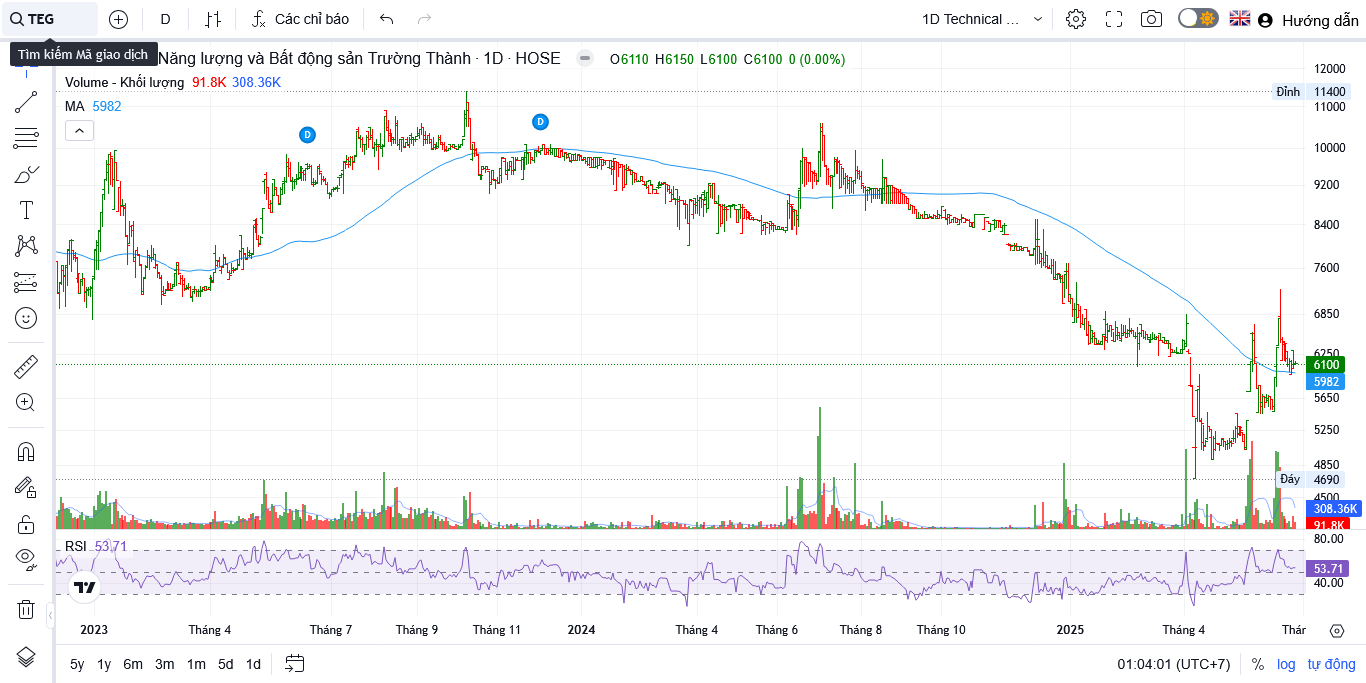 TEG D Các chỉ báo 1D Technical ... Hướng dẫn
Tìm kiếm Mã giao dịch
Năng lượng và Bất động sản Trường Thành · 1D · HOSE O6110 H6150 L6100 C6100 0 (0.00%)
Volume - Khối lượng 91.8K 308.36K
MA 5982
12000
Đỉnh 11400
11000
D D
10000
9200
8400
7600
6850
6250
6100
5982
5650
5250
4850
Đáy 4690
4500
308.36K
91.8K
RSI 53.71
80.00
53.71
40.00
2023 Tháng 4 Tháng 7 Tháng 9 Tháng 11 2024 Tháng 4 Tháng 6 Tháng 8 Tháng 10 2025 Tháng 4 Thár
5y 1y 6m 3m 1m 5d 1d 01:04:01 (UTC+7) % log tự động